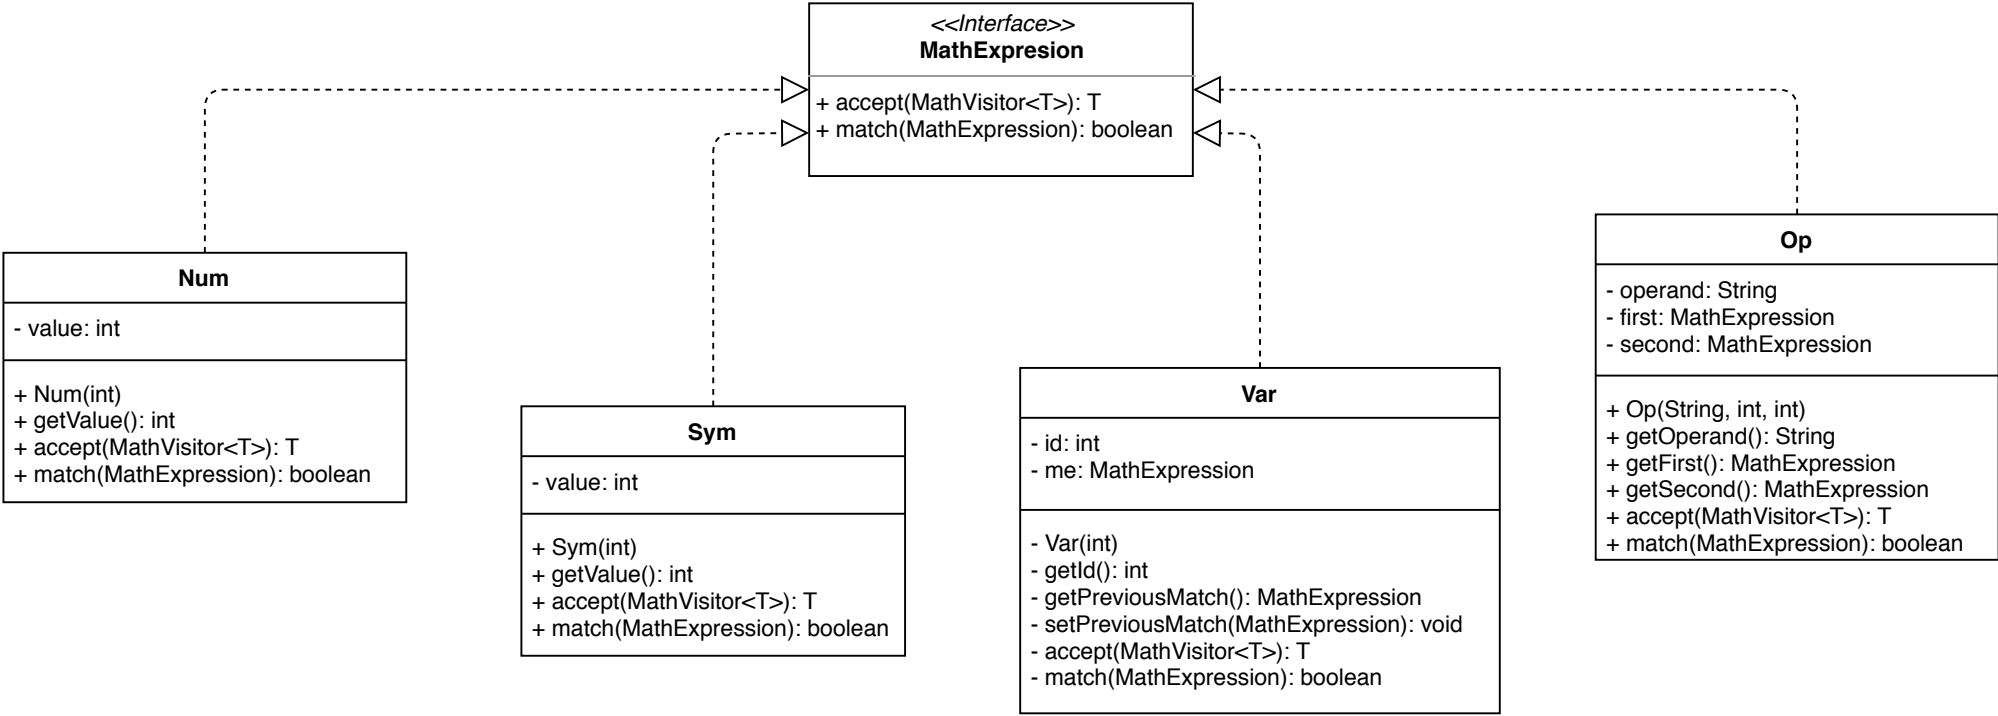 <<Interface>>
MathExpresion
+ accept(MathVisitor<T>): T
+ match(MathExpression): boolean
Num
- value: int
+ Num(int)
+ getValue(): int
+ accept(MathVisitor<T>): T
+ match(MathExpression): boolean
Sym
- value: int
+ Sym(int)
+ getValue(): int
+ accept(MathVisitor<T>): T
+ match(MathExpression): boolean
Var
- id: int
- me: MathExpression
- Var(int)
- getId(): int
- getPreviousMatch(): MathExpression
- setPreviousMatch(MathExpression): void
- accept(MathVisitor<T>): T
- match(MathExpression): boolean
Op
- operand: String
- first: MathExpression
- second: MathExpression
+ Op(String, int, int)
+ getOperand(): String
+ getFirst(): MathExpression
+ getSecond(): MathExpression
+ accept(MathVisitor<T>): T
+ match(MathExpression): boolean